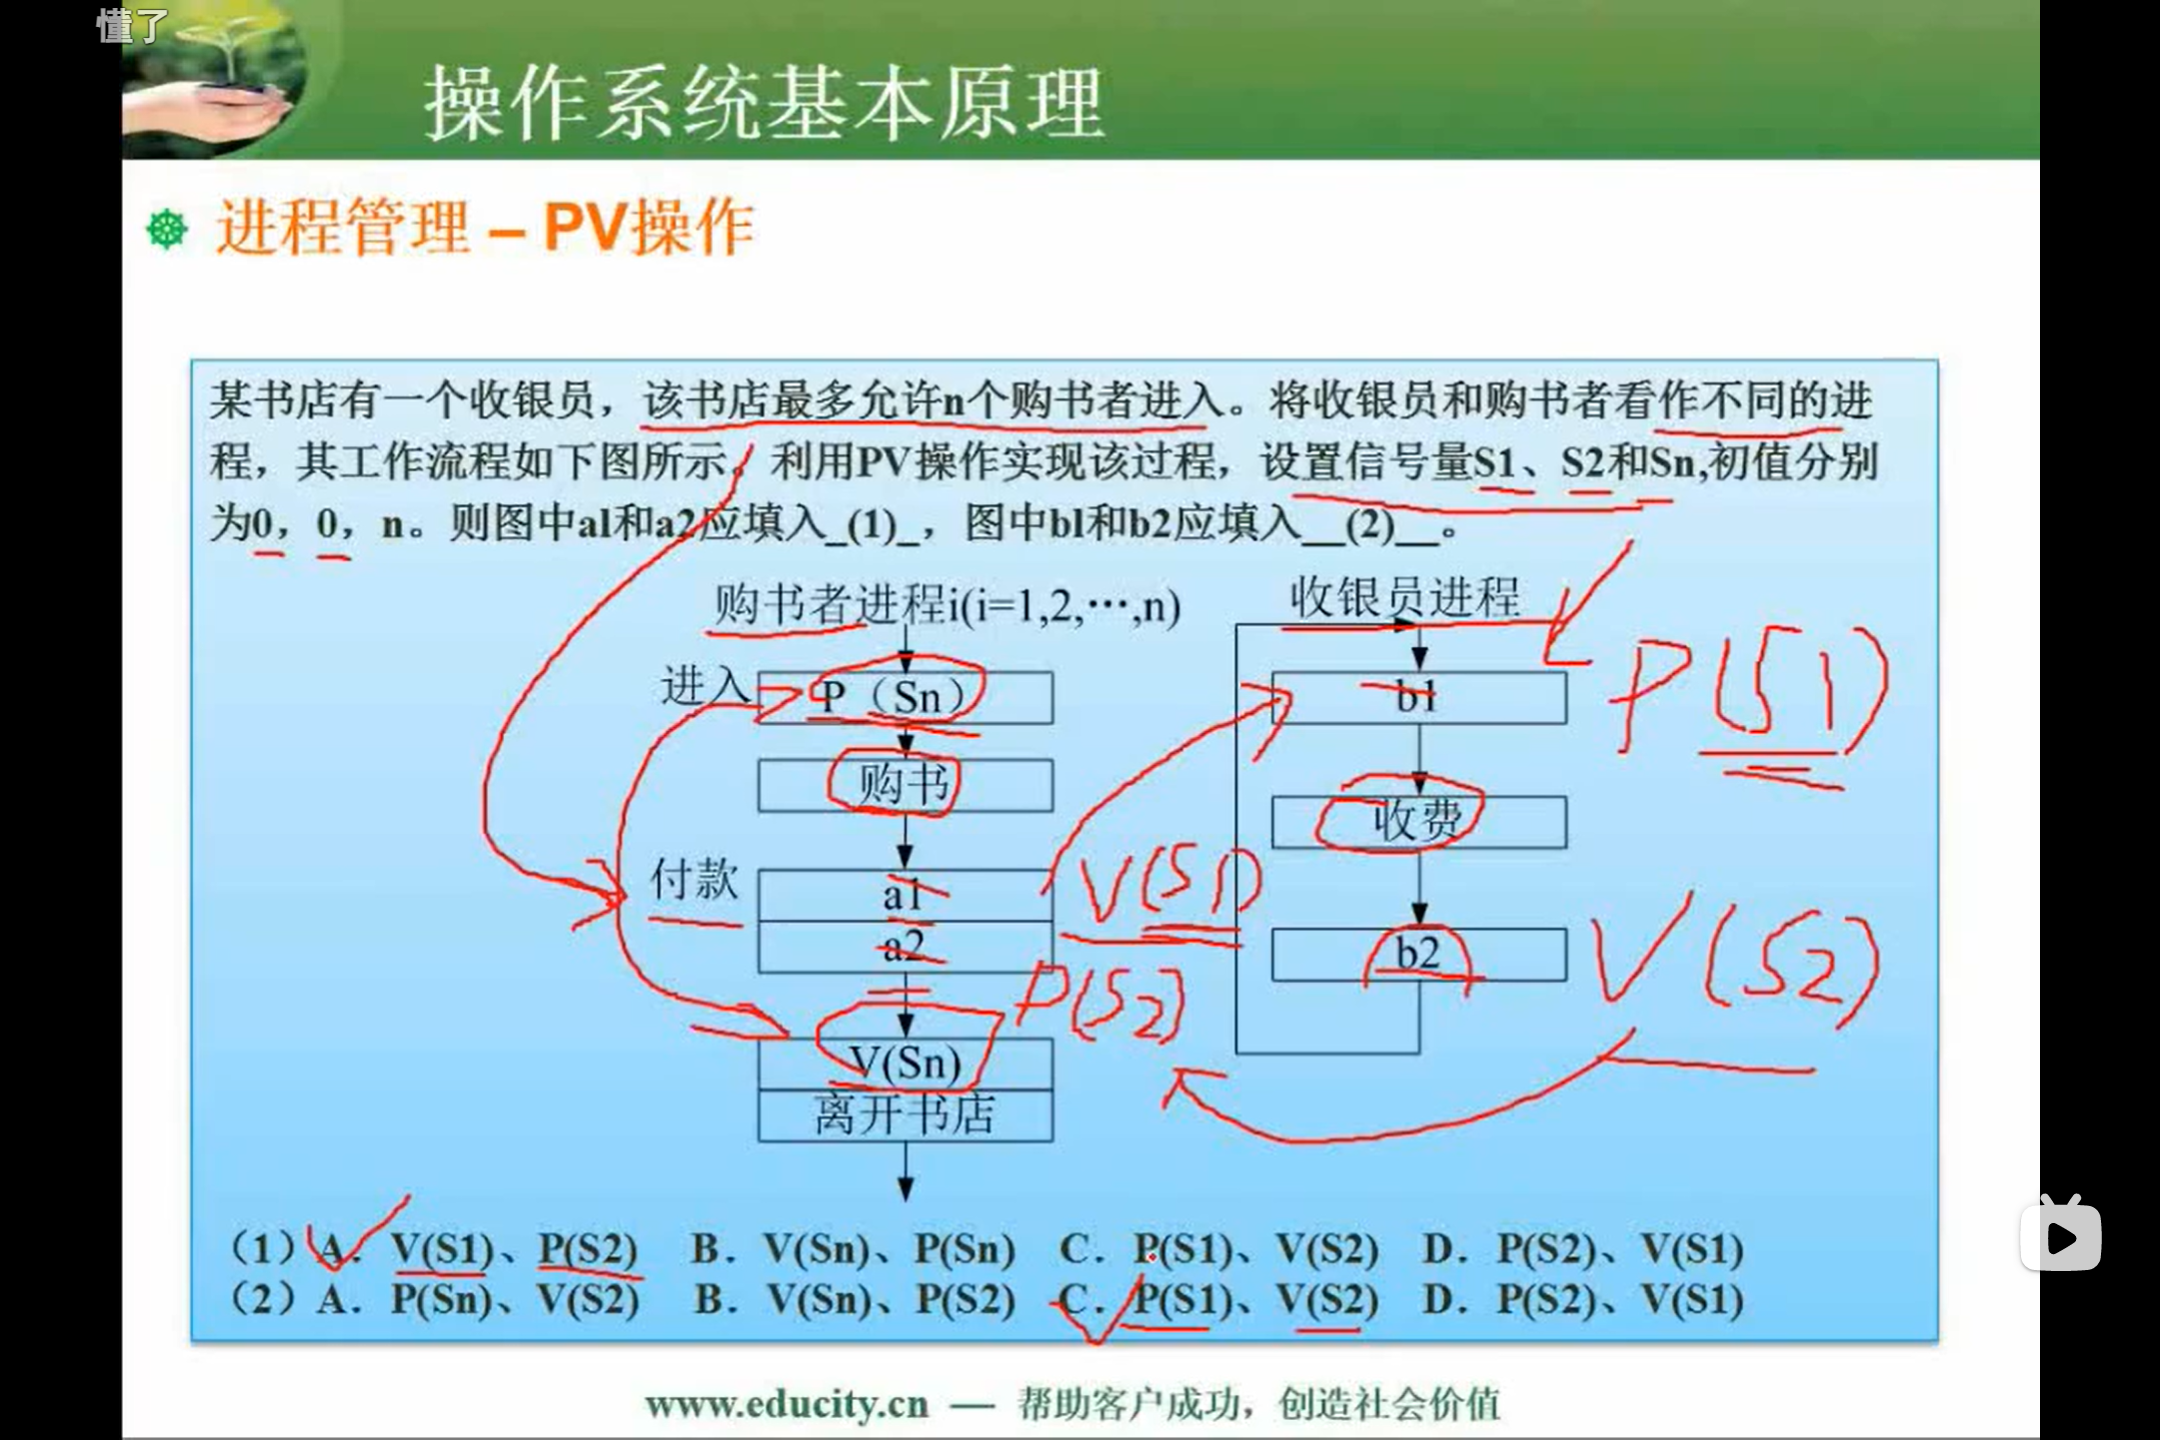 懂了
操作系统基本原理
进程管理 – PV操作
某书店有一个收银员，该书店最多允许n个购书者进入。将收银员和购书者看作不同的进
程，其工作流程如下图所示。利用PV操作实现该过程，设置信号量S1、S2和Sn,初值分别
为0，0，n。则图中al和a2应填入_(1)_，图中bl和b2应填入__(2)__。
购书者进程i(i=1,2,…,n)
收银员进程
进入
P（Sn）
b1
P(S1)
购书
收费
付款
a1
V(S1)
a2
P(S2)
b2
V(S2)
V(Sn)
离开书店
（1）A．V(S1)、P(S2) B．V(Sn)、P(Sn) C．P(S1)、V(S2) D．P(S2)、V(S1)
（2）A．P(Sn)、V(S2) B．V(Sn)、P(S2) C．P(S1)、V(S2) D．P(S2)、V(S1)
www.educity.cn — 帮助客户成功，创造社会价值